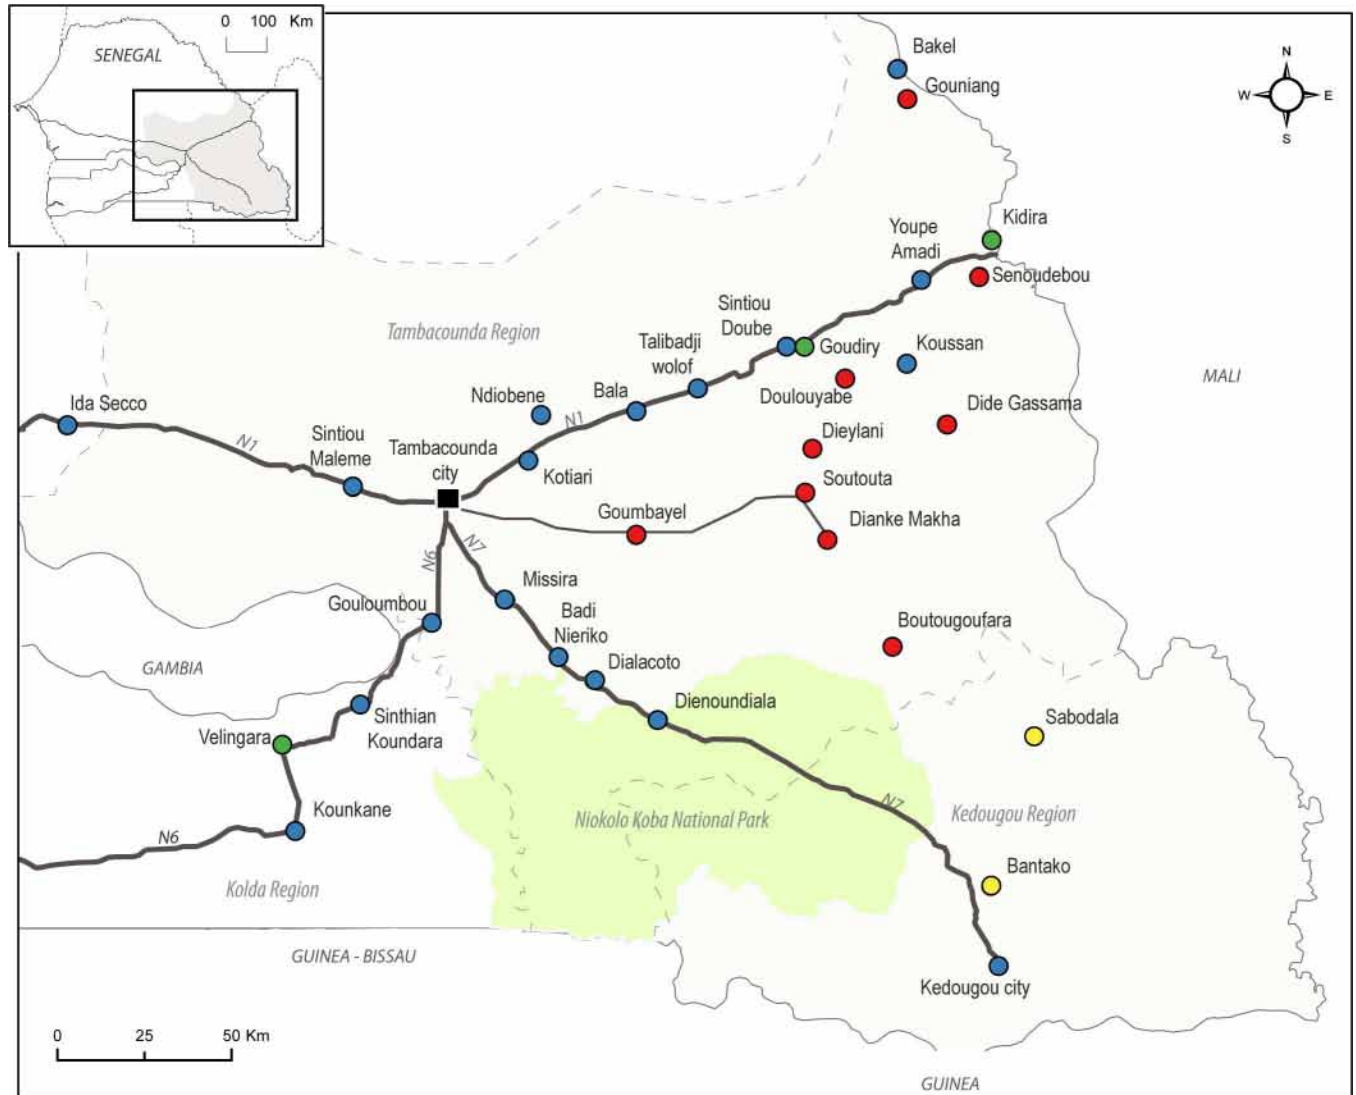 0 100 Km
SENEGAL
Bakel
Gouniang
N
W E
S
Kidira
Youpe
Amadi
Senoudebou
Sintiou
Doube
Tambacounda Region
Talibadji
wolof
Goudiry
Koussan
MALI
Ndiobene
Bala
Doulouyabe
Dide Gassama
Ida Secco
N1
N1
Sintiou
Maleme
Tambacounda
city
Kotiari
Dieylani
Soutouta
Goumbayel
Dianke Makha
N6
N7
Missira
Gouloumbou
Badi
Nieriko
Boutougoufara
GAMBIA
Dialacoto
Dienoundiala
Sinthian
Koundara
Velingara
Sabodala
Kounkane
N7
Niokolo Koba National Park
Kedougou Region
N6
Bantako
Kolda Region
GUINEA - BISSAU
Kedougou city
0 25 50 Km
GUINEA